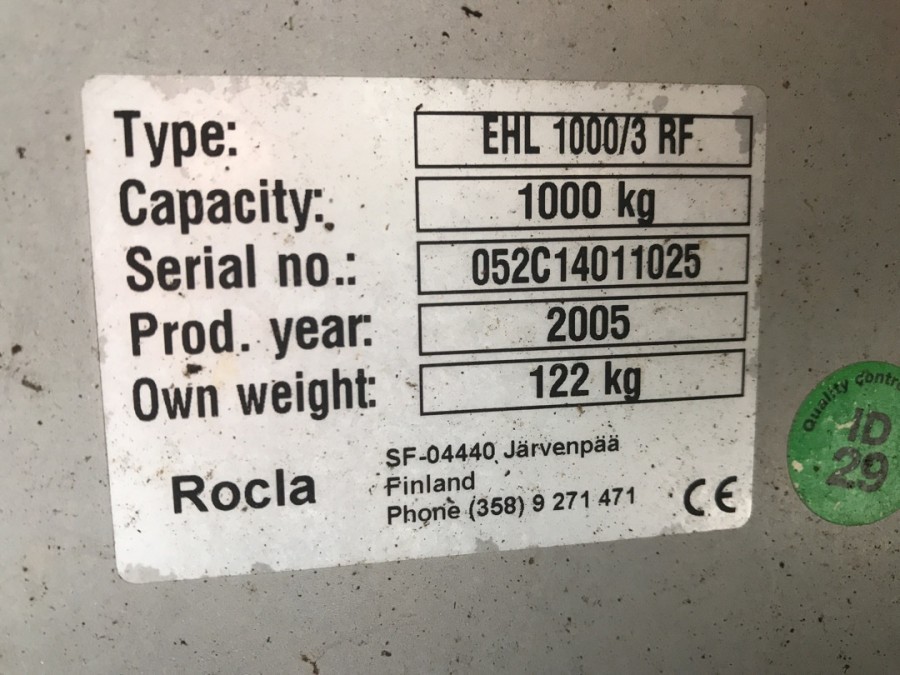 Type: EHL 1000/3 RF
Capacity: 1000 kg
Serial no.: 052C14011025
Prod. year: 2005
Own weight: 122 kg
Rocla
SF-04440 Järvenpää
Finland
Phone (358) 9 271 471
CE
Quality
ID
29